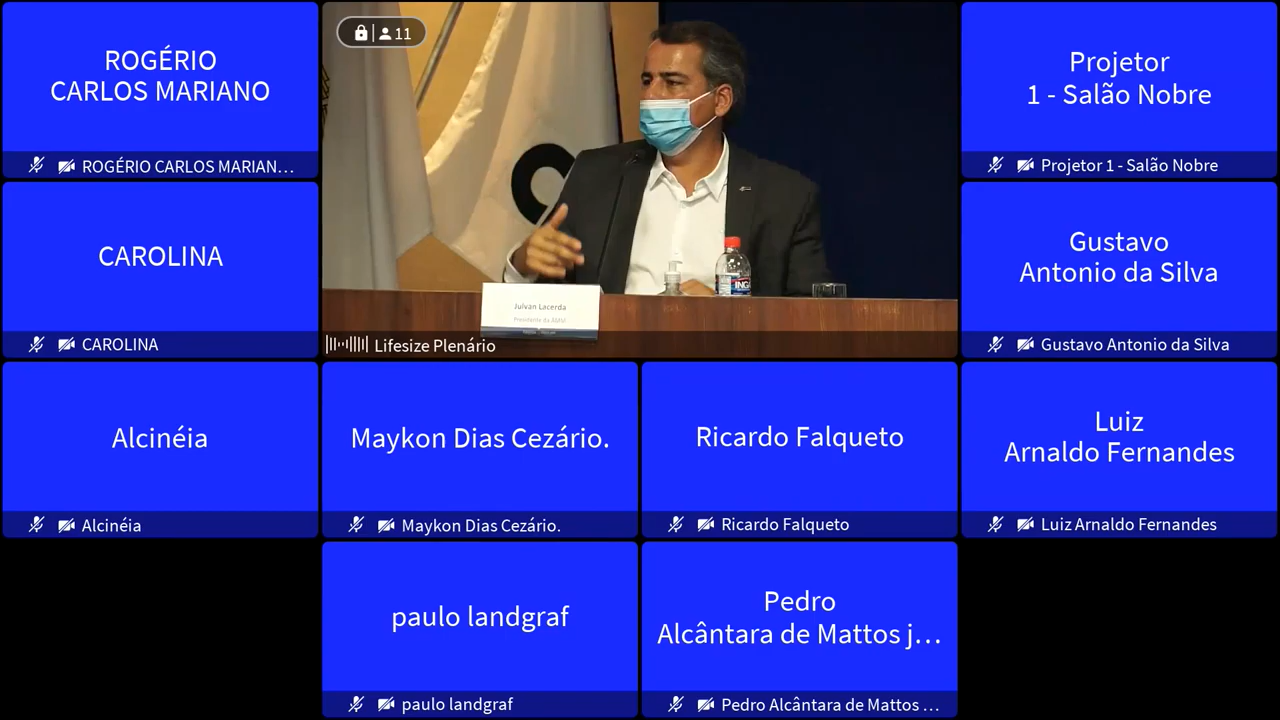 ROGÉRIO
CARLOS MARIANO
ROGÉRIO CARLOS MARIAN...
11
Julvan Lacerda
Presidente da AMM
Lifesize Plenário
Projetor
1 - Salão Nobre
Projetor 1 - Salão Nobre
CAROLINA
CAROLINA
Gustavo
Antonio da Silva
Gustavo Antonio da Silva
Alcinéia
Alcinéia
Maykon Dias Cezário.
Maykon Dias Cezário.
Ricardo Falqueto
Ricardo Falqueto
Luiz
Arnaldo Fernandes
Luiz Arnaldo Fernandes
paulo landgraf
paulo landgraf
Pedro
Alcântara de Mattos j...
Pedro Alcântara de Mattos ...